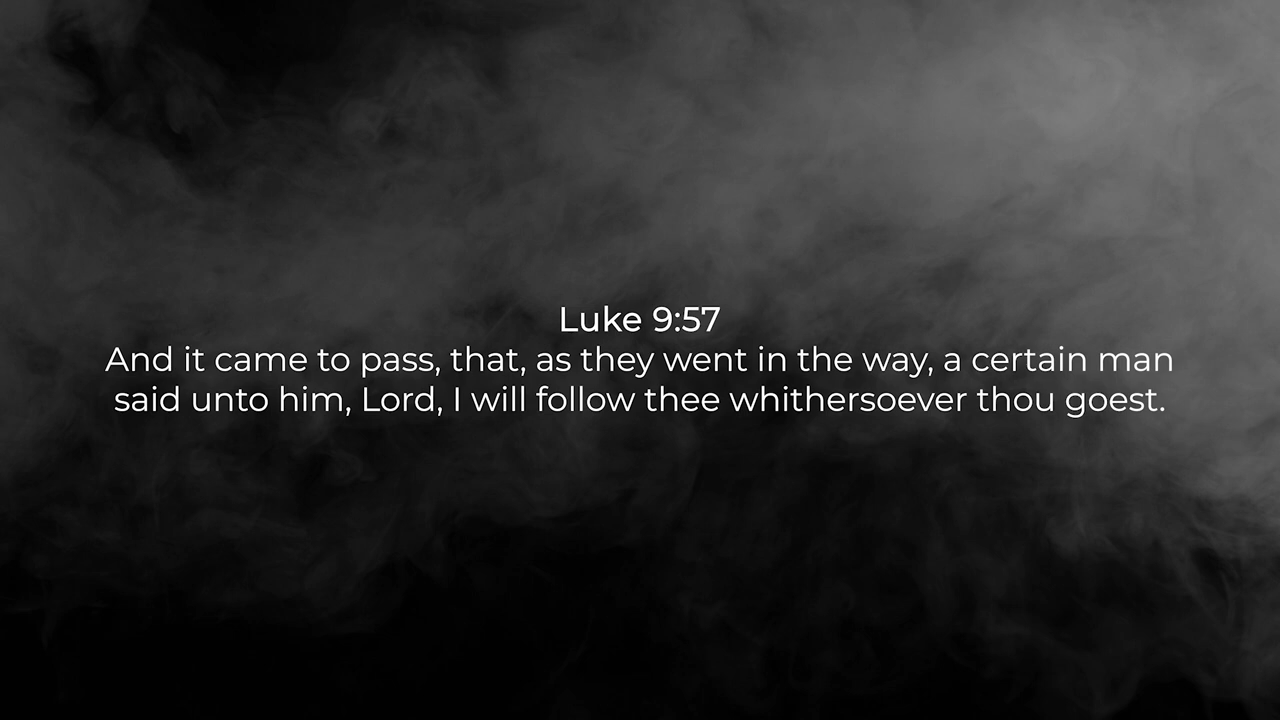 Luke 9:57
And it came to pass, that, as they went in the way, a certain man
said unto him, Lord, I will follow thee whithersoever thou goest.